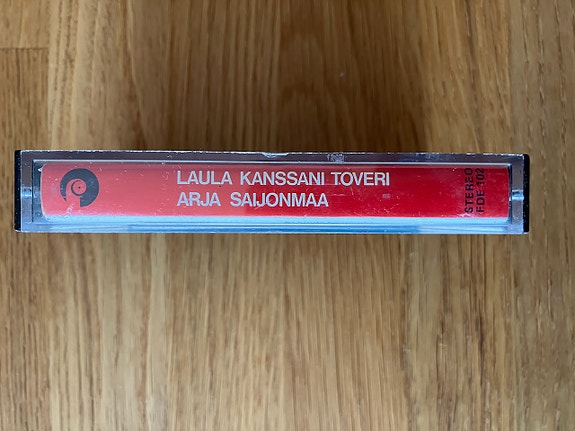 LAULA KANSSANI TOVERI
ARJA SAIJONMAA
STEREO
FDE 102